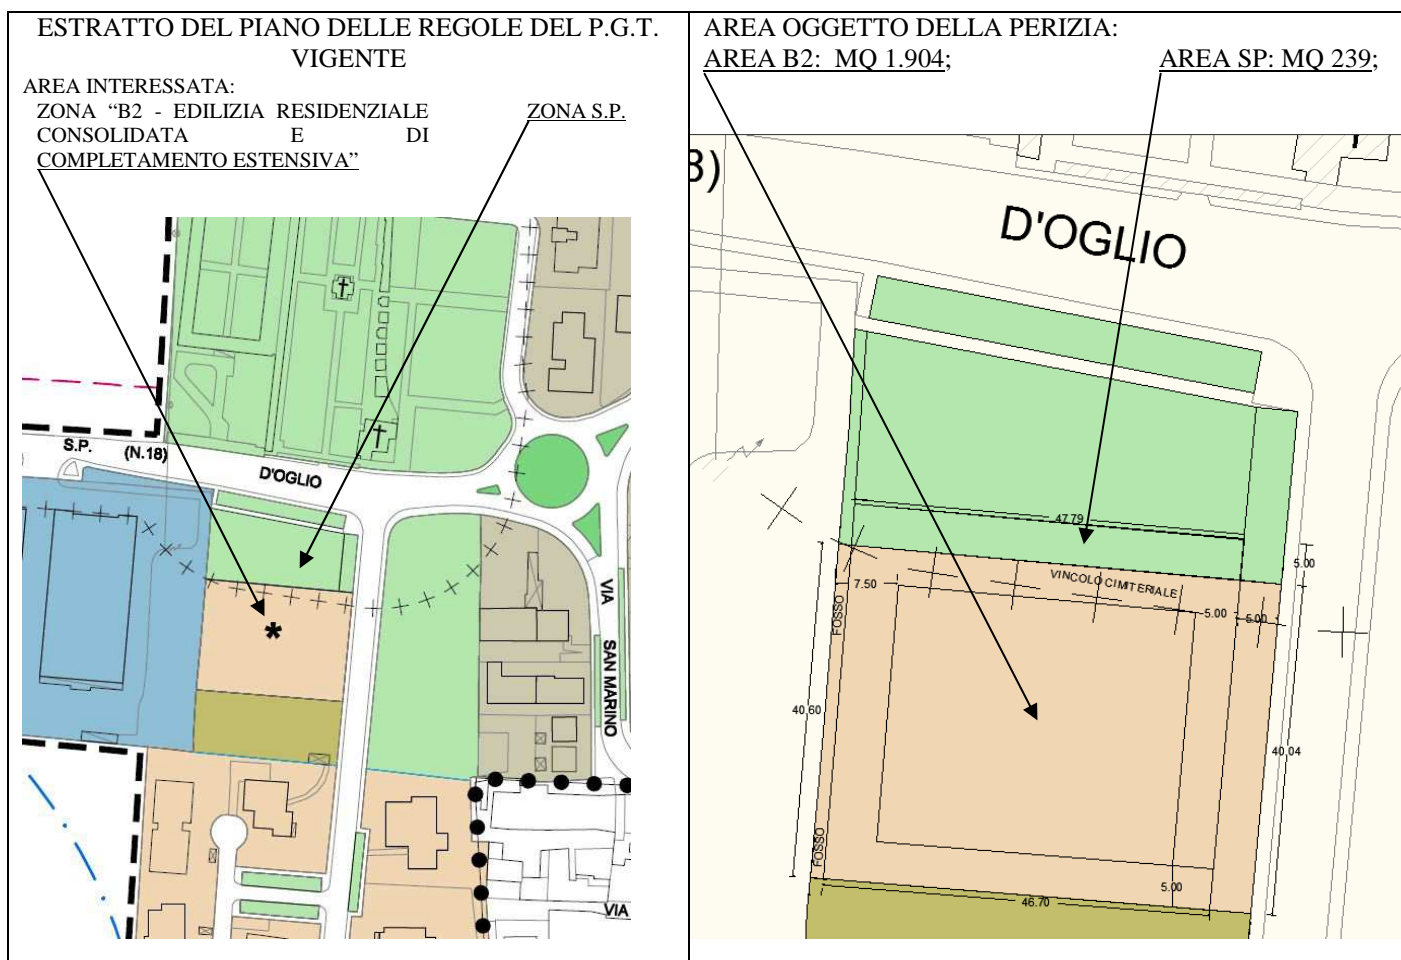 ESTRATTO DEL PIANO DELLE REGOLE DEL P.G.T.
VIGENTE
AREA INTERESSATA:
ZONA “B2 - EDILIZIA RESIDENZIALE
CONSOLIDATA E DI
COMPLETAMENTO ESTENSIVA”
ZONA S.P.
S.P. (N.18)
D'OGLIO
*
VIA
SAN MARINO
VIA
AREA OGGETTO DELLA PERIZIA:
AREA B2: MQ 1.904;
AREA SP: MQ 239;
8)
D'OGLIO
47.79
5.00
VINCOLO CIMITERIALE
7.50
5.00
5.00
FOSSO
40.60
40.04
FOSSO
5.00
46.70